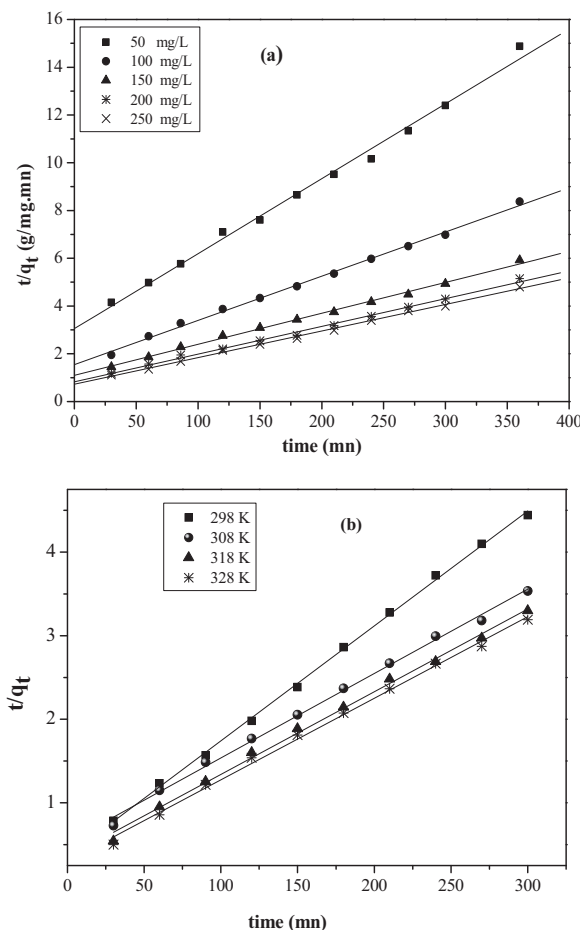 16
14
12
10
8
6
4
2
0
t/qt (g/mg.mn)
50 mg/L
100 mg/L
150 mg/L
200 mg/L
250 mg/L
(a)
0 50 100 150 200 250 300 350 400
time (mn)
4
3
2
1
t/qt
298 K
308 K
318 K
328 K
(b)
0 50 100 150 200 250 300
time (mn)